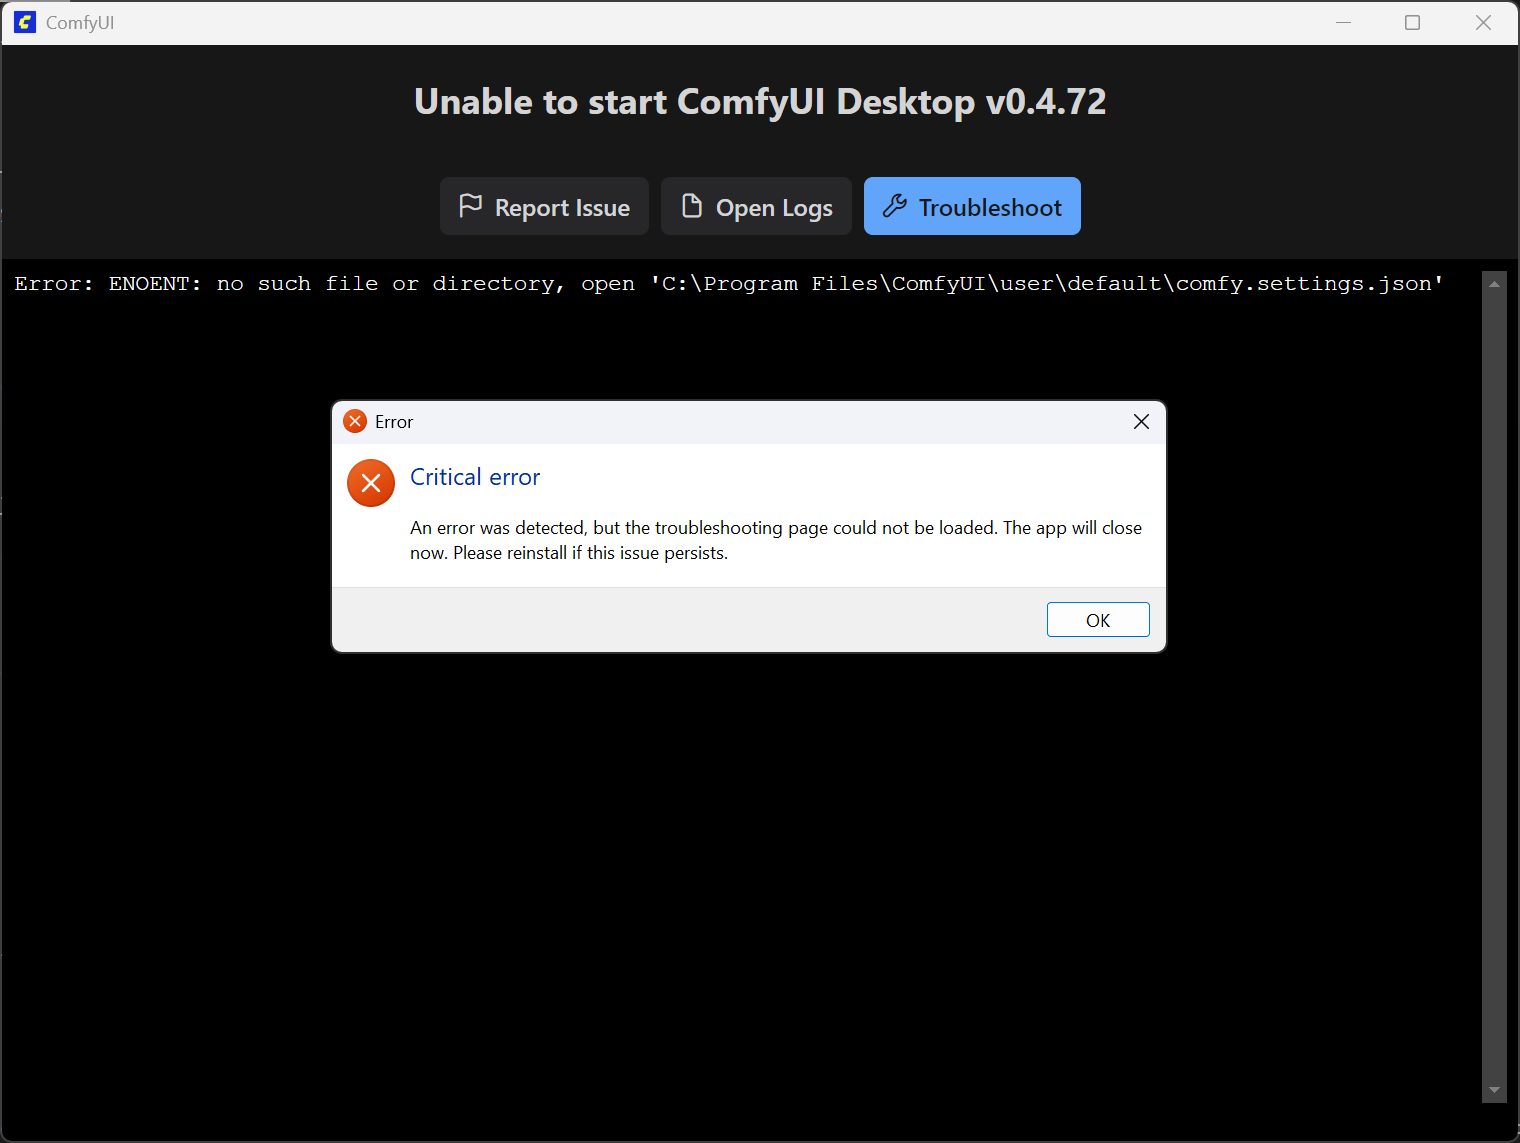 ComfyUI
Unable to start ComfyUI Desktop v0.4.72
Report Issue
Open Logs
Troubleshoot
Error: ENOENT: no such file or directory, open 'C:\Program Files\ComfyUI\user\default\comfy.settings.json'
Error
Critical error
An error was detected, but the troubleshooting page could not be loaded. The app will close
now. Please reinstall if this issue persists.
OK